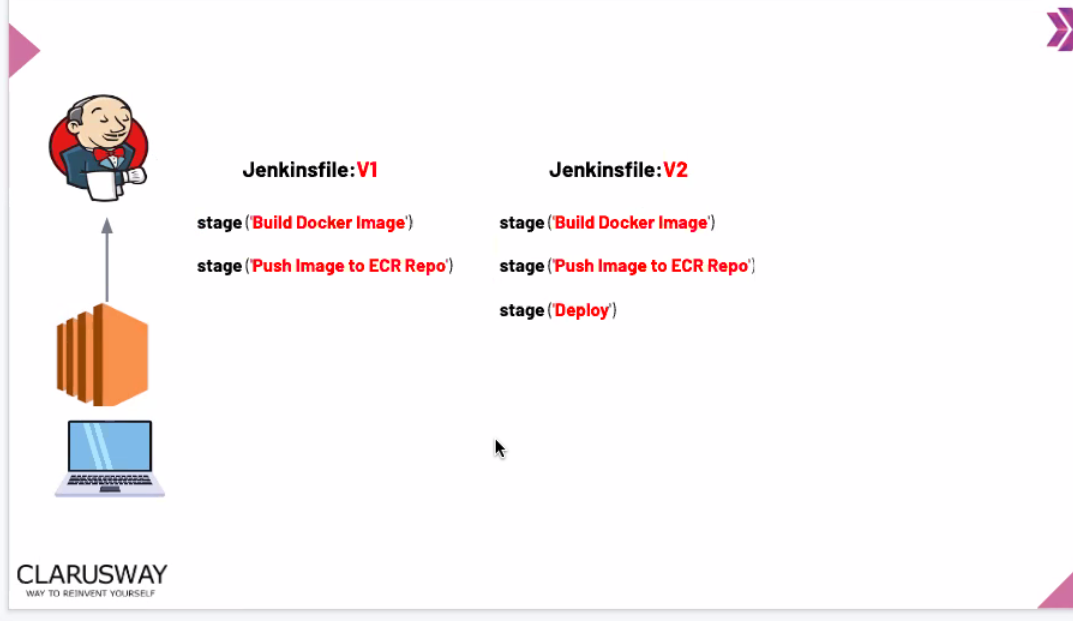 Jenkinsfile:V1
stage ('Build Docker Image')
stage ('Push Image to ECR Repo')
Jenkinsfile:V2
stage ('Build Docker Image')
stage ('Push Image to ECR Repo')
stage ('Deploy')
CLARUSWAY
WAY TO REINVENT YOURSELF